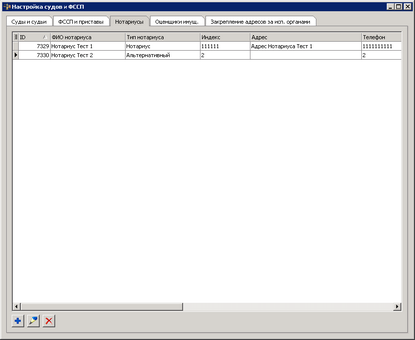 Настройка судов и ФССП
Суды и судьи ФССП и приставы Нотариусы Оценщики имущ. Закрепление адресов за исп. органами
ID ФИО нотариуса Тип нотариуса Индекс Адрес Телефон
7329 Нотариус Тест 1 Нотариус 111111 Адрес Нотариуса Тест 1 1111111111
7330 Нотариус Тест 2 Альтернативный 2 2